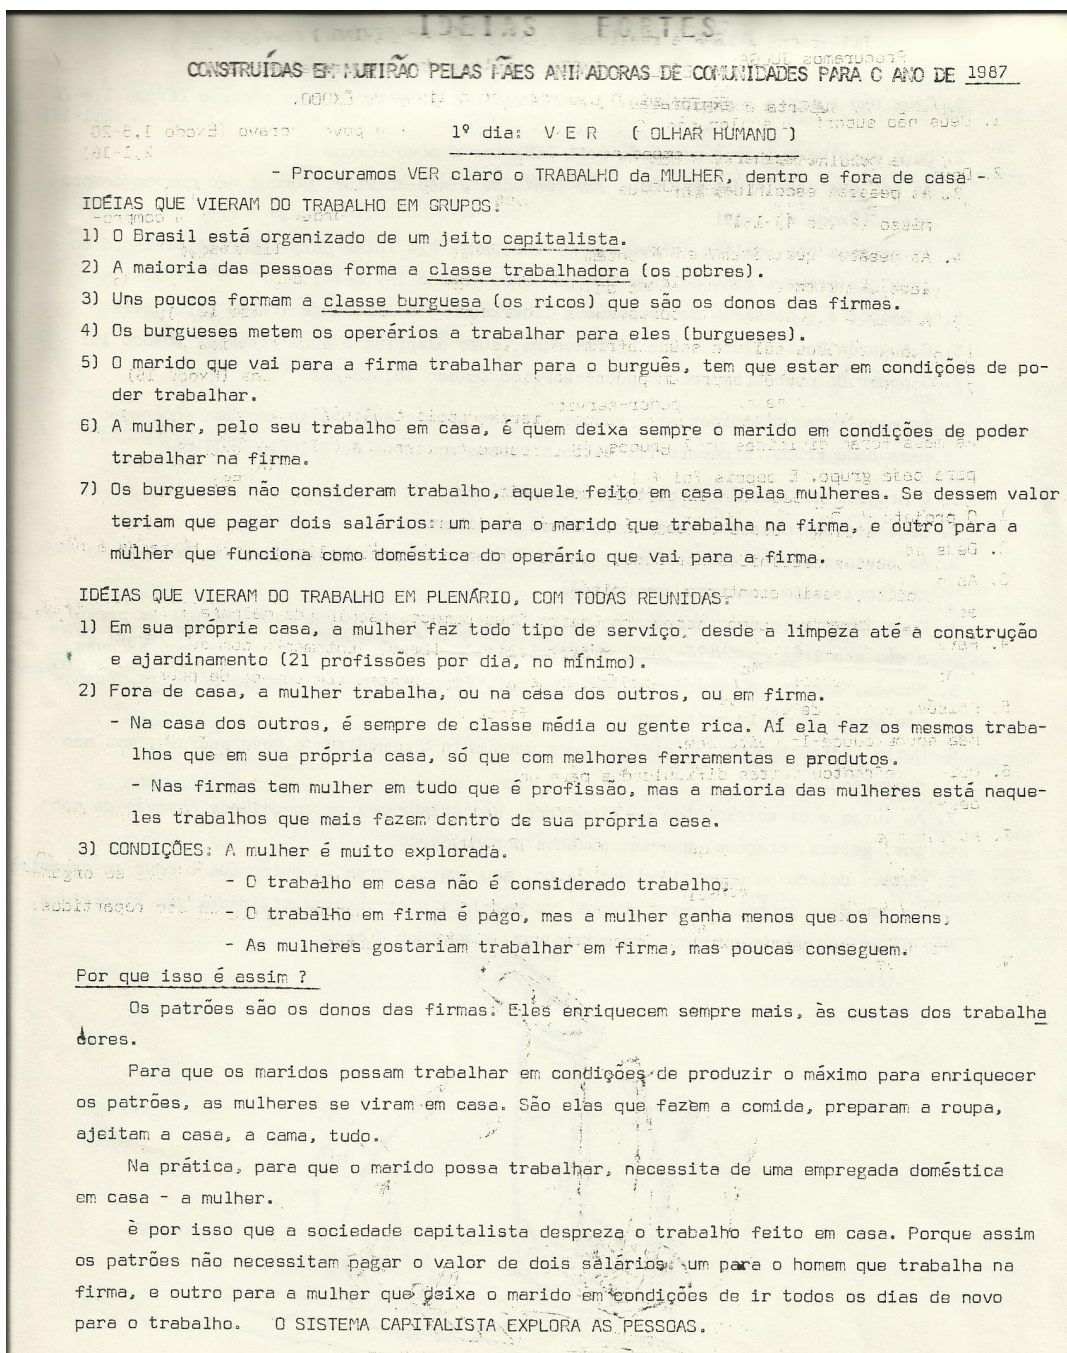 IDEIAS FORTES
CONSTRUÍDAS EM MUTIRÃO PELAS MÃES ANIMADORAS DE COMUNIDADES PARA O ANO DE 1987
1º dia: V E R ( OLHAR HUMANO )
- Procuramos VER claro o TRABALHO da MULHER, dentro e fora de casa -
IDÉIAS QUE VIERAM DO TRABALHO EM GRUPOS:
1) O Brasil está organizado de um jeito capitalista.
2) A maioria das pessoas forma a classe trabalhadora (os pobres).
3) Uns poucos formam a classe burguesa (os ricos) que são os donos das firmas.
4) Os burgueses metem os operários a trabalhar para eles (burgueses).
5) O marido que vai para a firma trabalhar para o burguês, tem que estar em condições de po-
der trabalhar.
6) A mulher, pelo seu trabalho em casa, é quem deixa sempre o marido em condições de poder
trabalhar na firma.
7) Os burgueses não consideram trabalho, aquele feito em casa pelas mulheres. Se dessem valor
teriam que pagar dois salários: um para o marido que trabalha na firma, e outro para a
mulher que funciona como doméstica do operário que vai para a firma.
IDÉIAS QUE VIERAM DO TRABALHO EM PLENÁRIO, COM TODAS REUNIDAS:
1) Em sua própria casa, a mulher faz todo tipo de serviço, desde a limpeza até a construção
e ajardinamento (21 profissões por dia, no mínimo).
2) Fora de casa, a mulher trabalha, ou na casa dos outros, ou em firma.
- Na casa dos outros, é sempre de classe média ou gente rica. Aí ela faz os mesmos traba-
lhos que em sua própria casa, só que com melhores ferramentas e produtos.
- Nas firmas tem mulher em tudo que é profissão, mas a maioria das mulheres está naque-
les trabalhos que mais fazem dentro de sua própria casa.
3) CONDIÇÕES: A mulher é muito explorada.
- O trabalho em casa não é considerado trabalho;
- O trabalho em firma é pago, mas a mulher ganha menos que os homens;
- As mulheres gostariam trabalhar em firma, mas poucas conseguem.
Por que isso é assim ?
Os patrões são os donos das firmas. Eles enriquecem sempre mais, às custas dos trabalha
dores.
Para que os maridos possam trabalhar em condições de produzir o máximo para enriquecer
os patrões, as mulheres se viram em casa. São elas que fazem a comida, preparam a roupa,
ajeitam a casa, a cama, tudo.
Na prática, para que o marido possa trabalhar, necessita de uma empregada doméstica
em casa - a mulher.
è por isso que a sociedade capitalista despreza o trabalho feito em casa. Porque assim
os patrões não necessitam pagar o valor de dois salários: um para o homem que trabalha na
firma, e outro para a mulher que deixa o marido em condições de ir todos os dias de novo
para o trabalho. O SISTEMA CAPITALISTA EXPLORA AS PESSOAS.